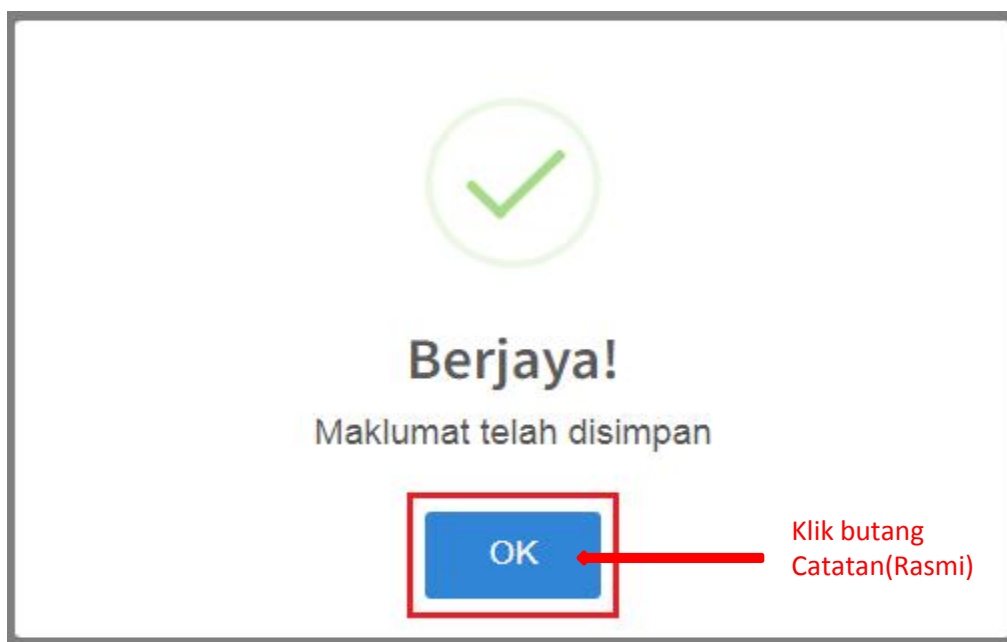 Berjaya!
Maklumat telah disimpan
OK
Klik butang
Catatan(Rasmi)